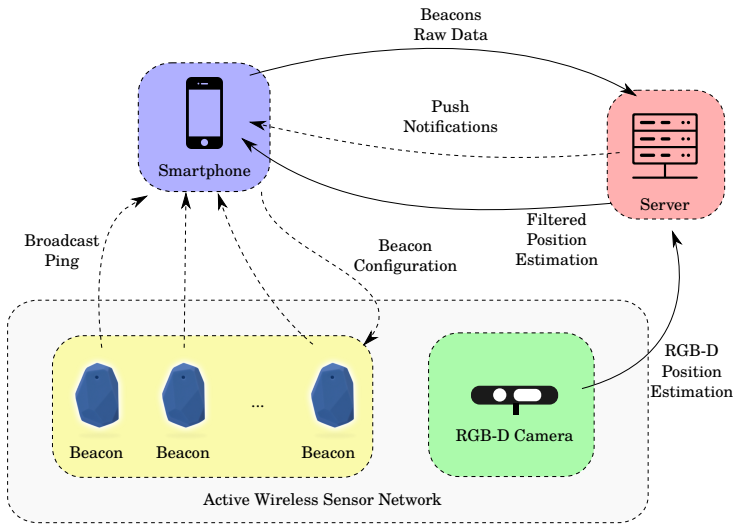 Beacons
Raw Data
Push
Notifications
Smartphone
Server
Filtered
Position
Estimation
Broadcast
Ping
Beacon
Configuration
RGB-D
Position
Estimation
Beacon
Beacon
...
Beacon
RGB-D Camera
Active Wireless Sensor Network